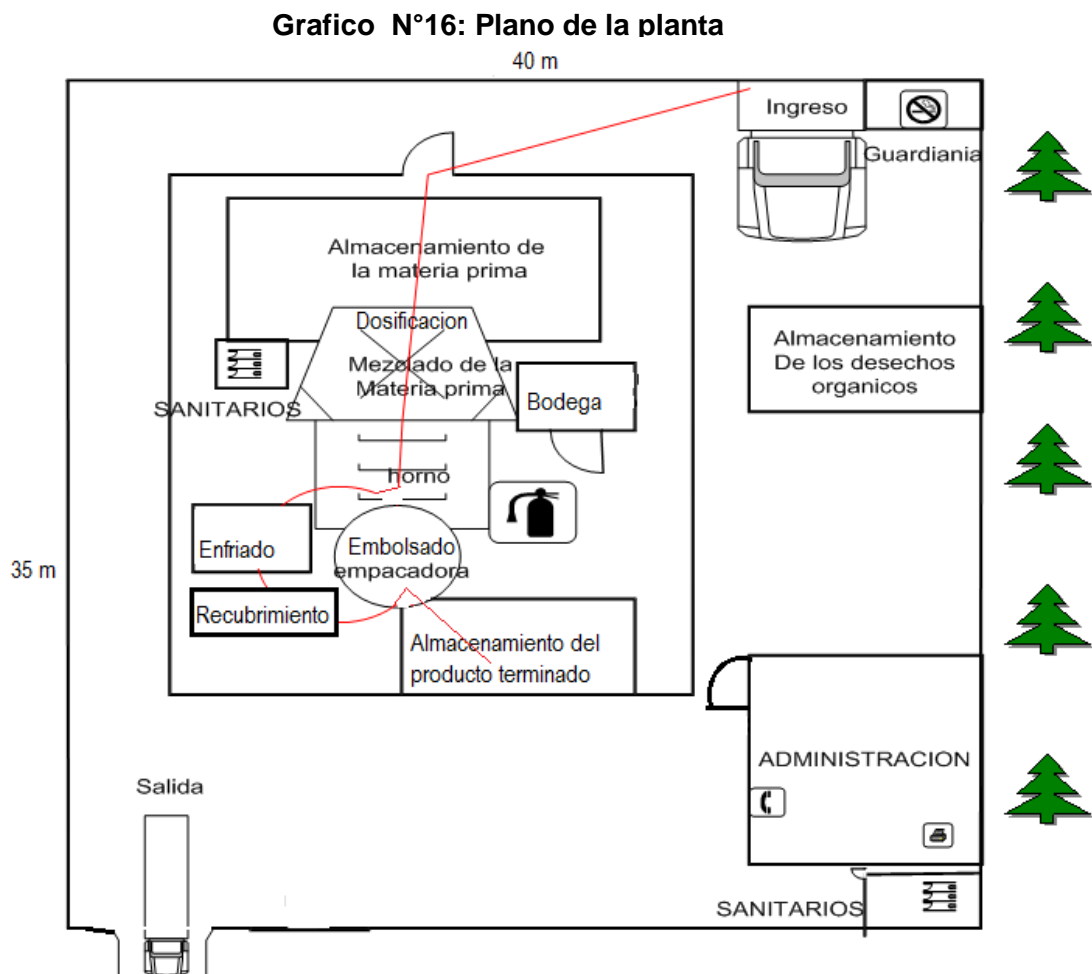 Grafico N°16: Plano de la planta
40 m
Ingreso
Guardiania
Almacenamiento de
la materia prima
Dosificacion
Mezclado de la
Materia prima
SANITARIOS
Bodega
Almacenamiento
De los desechos
organicos
horno
Enfriado
Embolsado
empacadora
35 m
Recubrimiento
Almacenamiento del
producto terminado
ADMINISTRACION
Salida
SANITARIOS